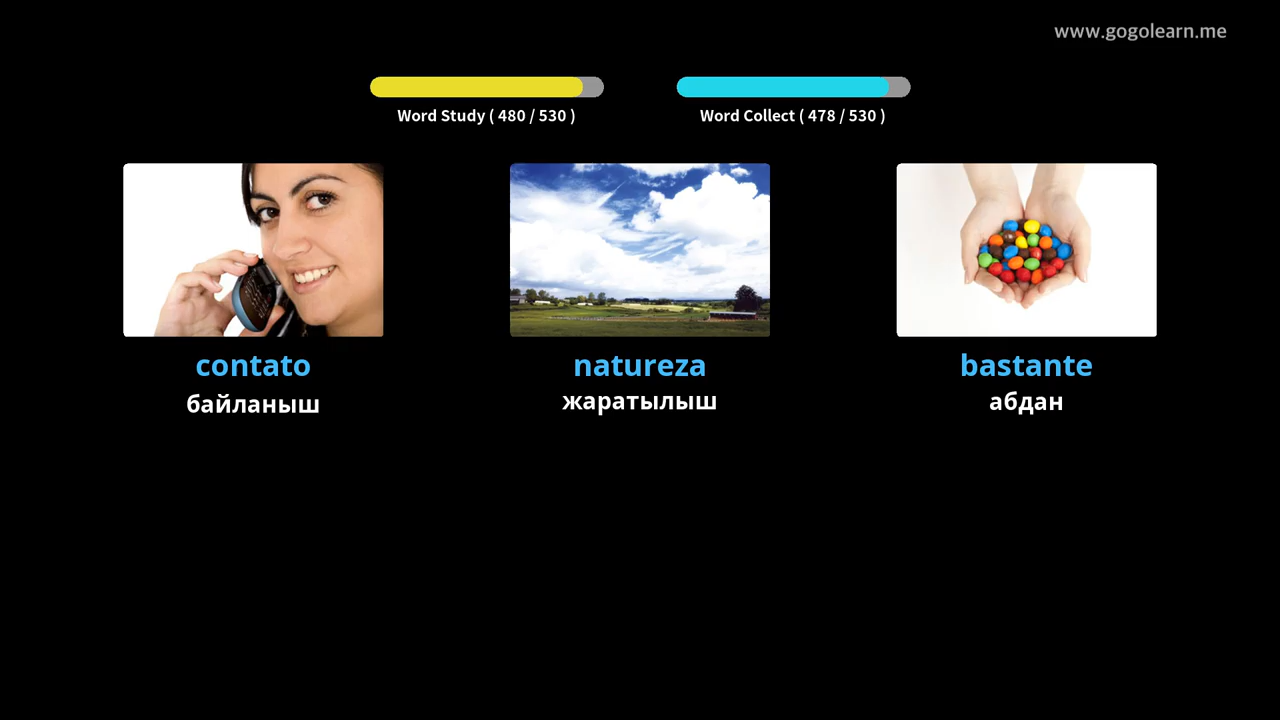 www.gogolearn.me
Word Study ( 480 / 530 )
Word Collect ( 478 / 530 )
contato
natureza
bastante
байланыш
жаратылыш
абдан